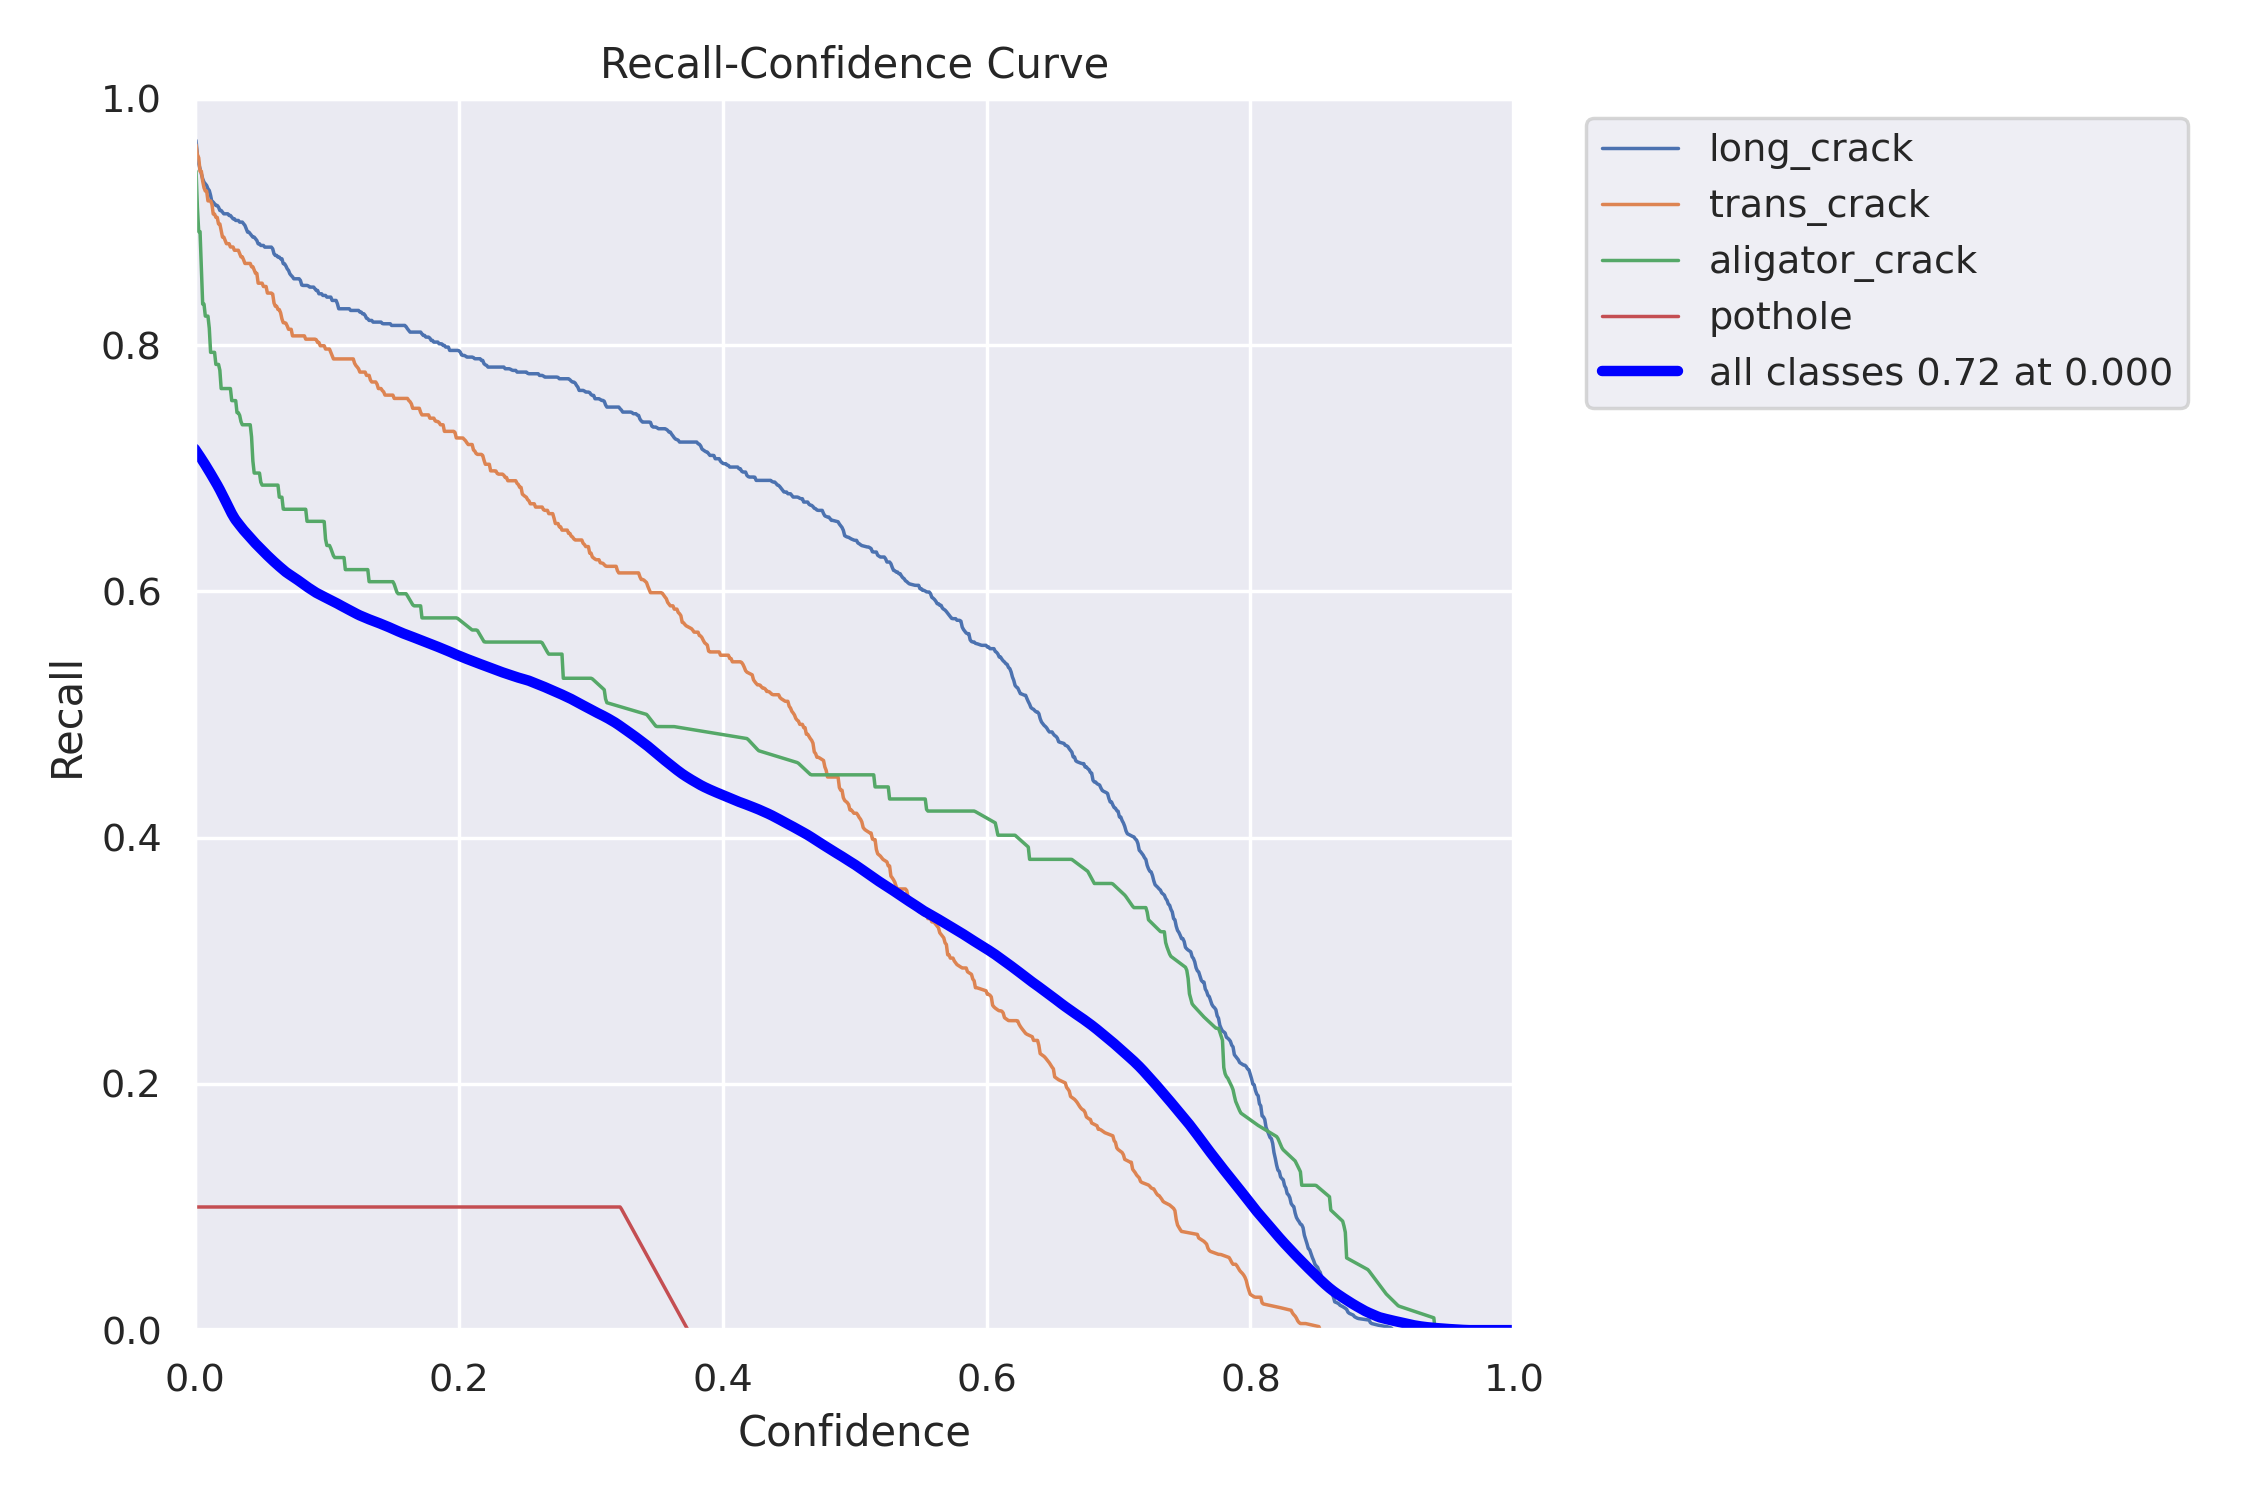 Recall-Confidence Curve
1.0
0.8
0.6
0.4
0.2
0.0
Recall
0.0 0.2 0.4 0.6 0.8 1.0
Confidence
long_crack
trans_crack
aligator_crack
pothole
all classes 0.72 at 0.000